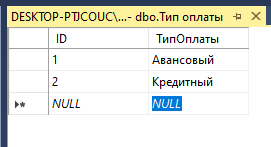 DESKTOP-PTJCOUC\...- dbo.Тип оплаты
ID ТипОплаты
1 Авансовый
2 Кредитный
NULL NULL